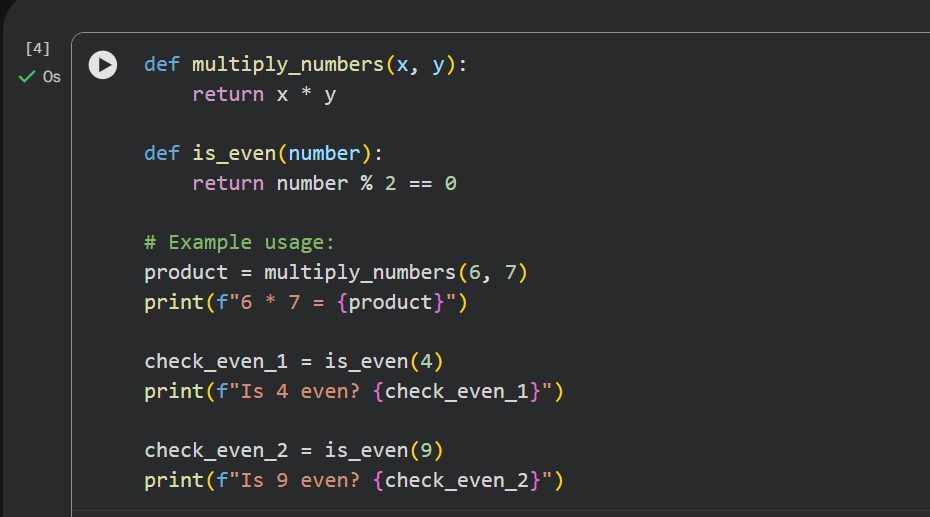 [4]
0s
def multiply_numbers(x, y):
    return x * y

def is_even(number):
    return number % 2 == 0

# Example usage:
product = multiply_numbers(6, 7)
print(f"6 * 7 = {product}")

check_even_1 = is_even(4)
print(f"Is 4 even? {check_even_1}")

check_even_2 = is_even(9)
print(f"Is 9 even? {check_even_2}")